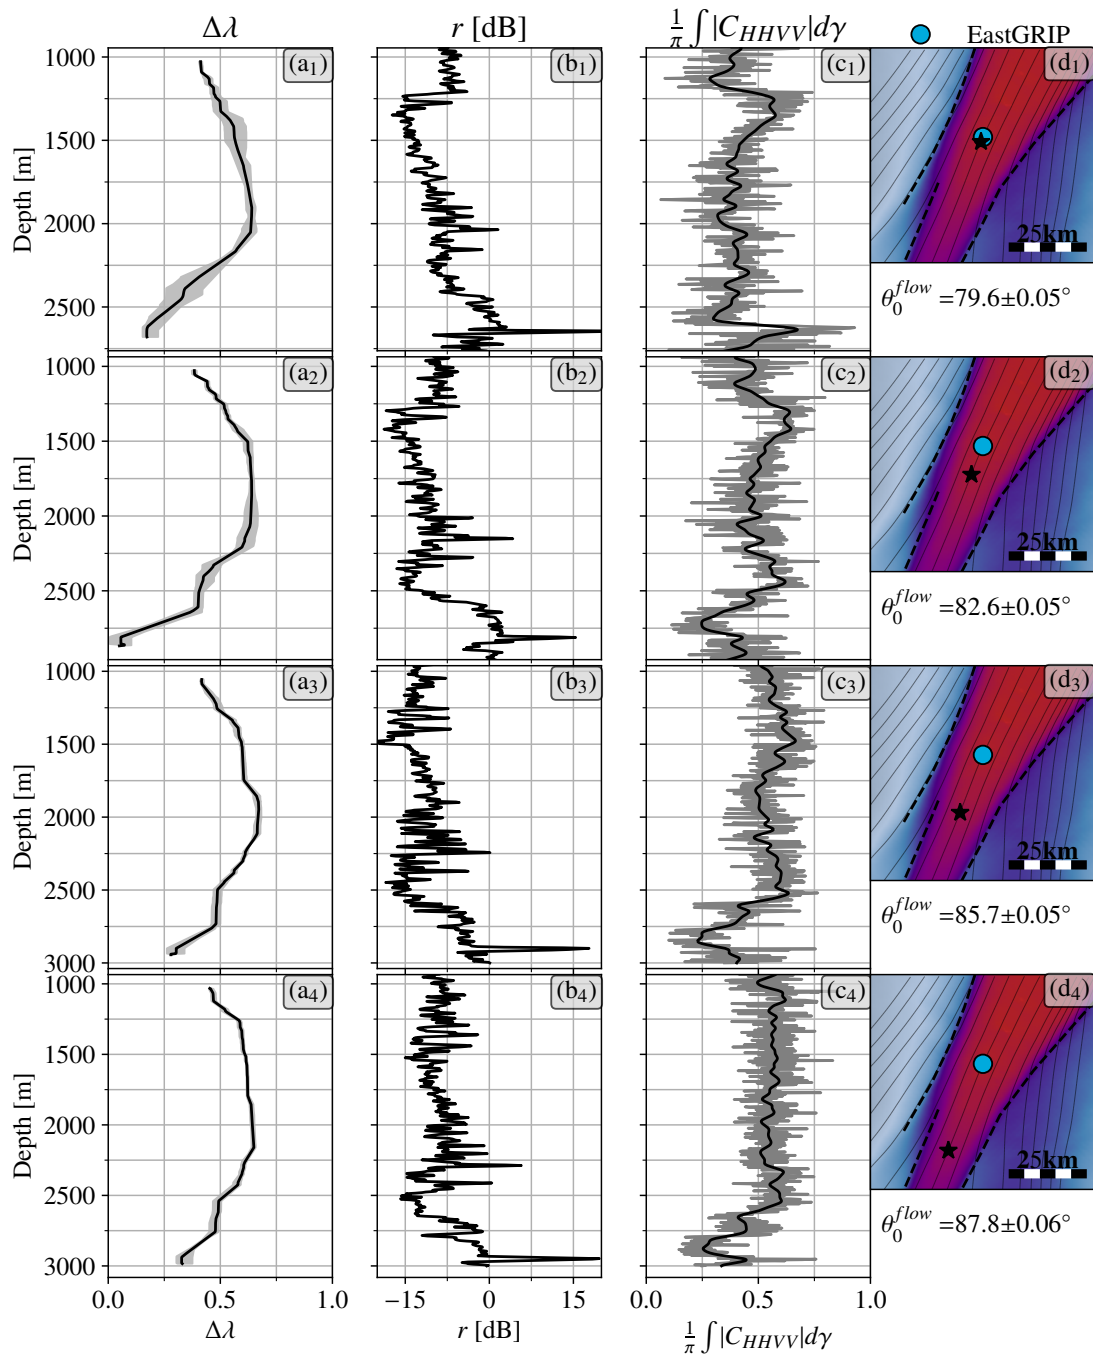 Δλ
r [dB]
1/π ∫ |C_HHVV| dγ
EastGRIP
(a1)
(b1)
(c1)
(d1)
1000
1500
2000
2500
Depth [m]
25km
θ_0^flow =79.6±0.05°
(a2)
(b2)
(c2)
(d2)
1000
1500
2000
2500
Depth [m]
25km
θ_0^flow =82.6±0.05°
(a3)
(b3)
(c3)
(d3)
1000
1500
2000
2500
3000
Depth [m]
25km
θ_0^flow =85.7±0.05°
(a4)
(b4)
(c4)
(d4)
1000
1500
2000
2500
3000
Depth [m]
25km
θ_0^flow =87.8±0.06°
0.0 0.5 1.0
−15 0 15
0.0 0.5 1.0
Δλ
r [dB]
1/π ∫ |C_HHVV| dγ